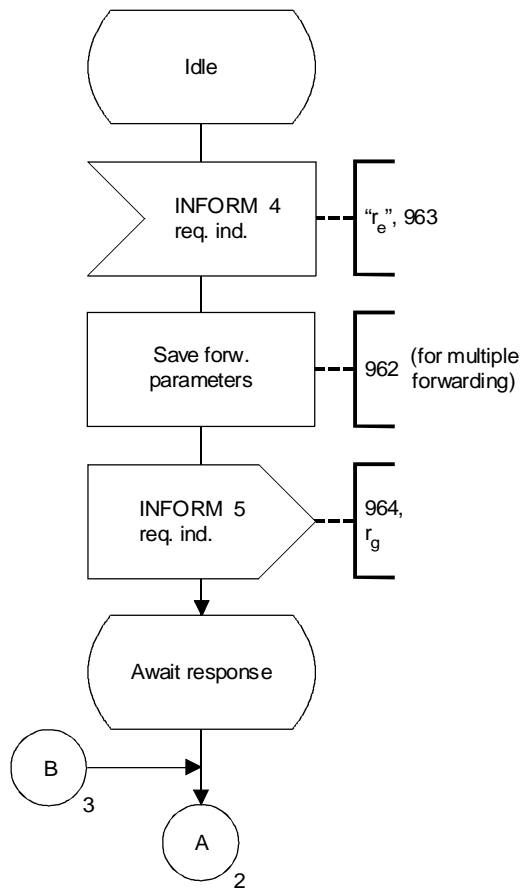 Idle
INFORM 4
req. ind.
“rₑ”, 963
Save forw.
parameters
962 (for multiple
forwarding)
INFORM 5
req. ind.
964,
r_g
Await response
B
3
A
2